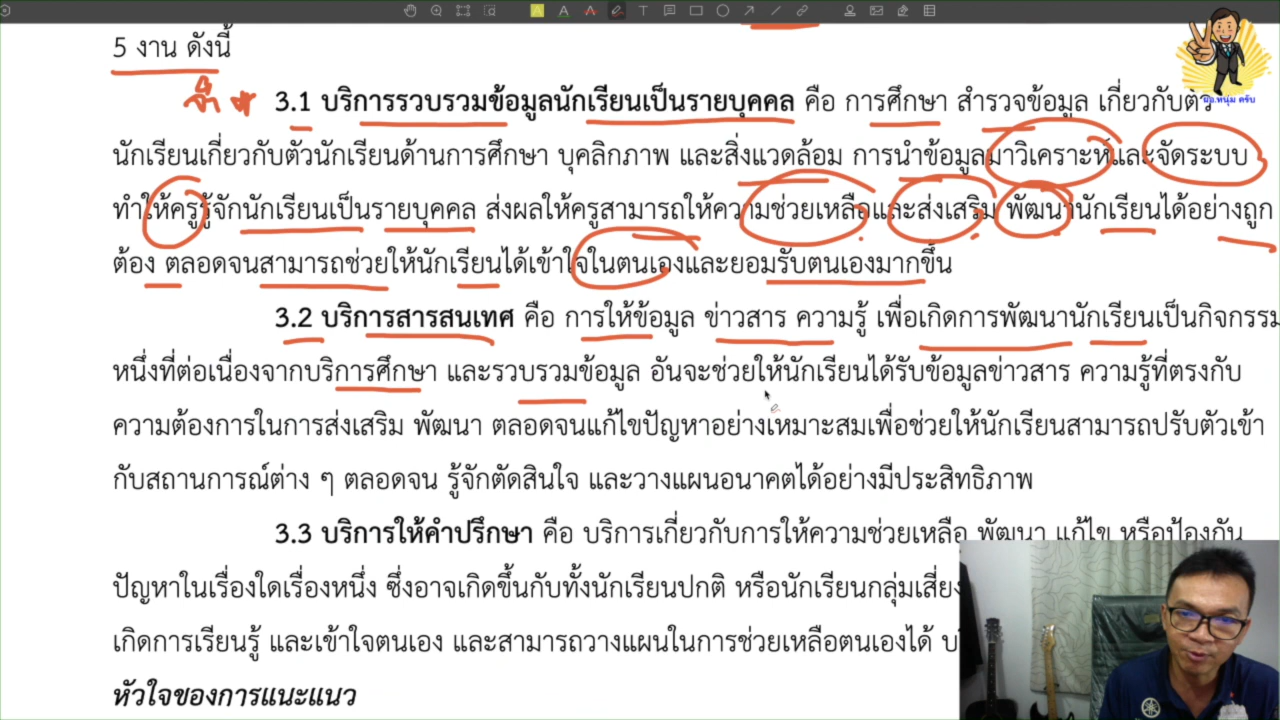 5 งาน ดังนี้
3.1 บริการรวบรวมข้อมูลนักเรียนเป็นรายบุคคล คือ การศึกษา สำรวจข้อมูล เกี่ยวกับตัว
ผอ.หนุ่ม ครับ
นักเรียนเกี่ยวกับตัวนักเรียนด้านการศึกษา บุคลิกภาพ และสิ่งแวดล้อม การนำข้อมูลมาวิเคราะห์และจัดระบบ
ทำให้ครูรู้จักนักเรียนเป็นรายบุคคล ส่งผลให้ครูสามารถให้ความช่วยเหลือและส่งเสริม พัฒนานักเรียนได้อย่างถูก
ต้อง ตลอดจนสามารถช่วยให้นักเรียนได้เข้าใจในตนเองและยอมรับตนเองมากขึ้น
3.2 บริการสารสนเทศ คือ การให้ข้อมูล ข่าวสาร ความรู้ เพื่อเกิดการพัฒนานักเรียนเป็นกิจกรรม
หนึ่งที่ต่อเนื่องจากบริการศึกษา และรวบรวมข้อมูล อันจะช่วยให้นักเรียนได้รับข้อมูลข่าวสาร ความรู้ที่ตรงกับ
ความต้องการในการส่งเสริม พัฒนา ตลอดจนแก้ไขปัญหาอย่างเหมาะสมเพื่อช่วยให้นักเรียนสามารถปรับตัวเข้า
กับสถานการณ์ต่าง ๆ ตลอดจน รู้จักตัดสินใจ และวางแผนอนาคตได้อย่างมีประสิทธิภาพ
3.3 บริการให้คำปรึกษา คือ บริการเกี่ยวกับการให้ความช่วยเหลือ พัฒนา แก้ไข หรือป้องกัน
ปัญหาในเรื่องใดเรื่องหนึ่ง ซึ่งอาจเกิดขึ้นกับทั้งนักเรียนปกติ หรือนักเรียนกลุ่มเสี่ยง
เกิดการเรียนรู้ และเข้าใจตนเอง และสามารถวางแผนในการช่วยเหลือตนเองได้
หัวใจของการแนะแนว